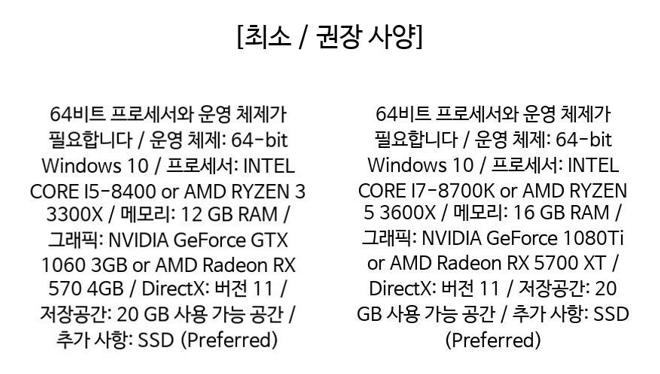 [최소 / 권장 사양]
64비트 프로세서와 운영 체제가
필요합니다 / 운영 체제: 64-bit
Windows 10 / 프로세서: INTEL
CORE I5-8400 or AMD RYZEN 3
3300X / 메모리: 12 GB RAM /
그래픽: NVIDIA GeForce GTX
1060 3GB or AMD Radeon RX
570 4GB / DirectX: 버전 11 /
저장공간: 20 GB 사용 가능 공간 /
추가 사항: SSD (Preferred)
64비트 프로세서와 운영 체제가
필요합니다 / 운영 체제: 64-bit
Windows 10 / 프로세서: INTEL
CORE I7-8700K or AMD RYZEN
5 3600X / 메모리: 16 GB RAM /
그래픽: NVIDIA GeForce 1080Ti
or AMD Radeon RX 5700 XT /
DirectX: 버전 11 / 저장공간: 20
GB 사용 가능 공간 / 추가 사항: SSD
(Preferred)